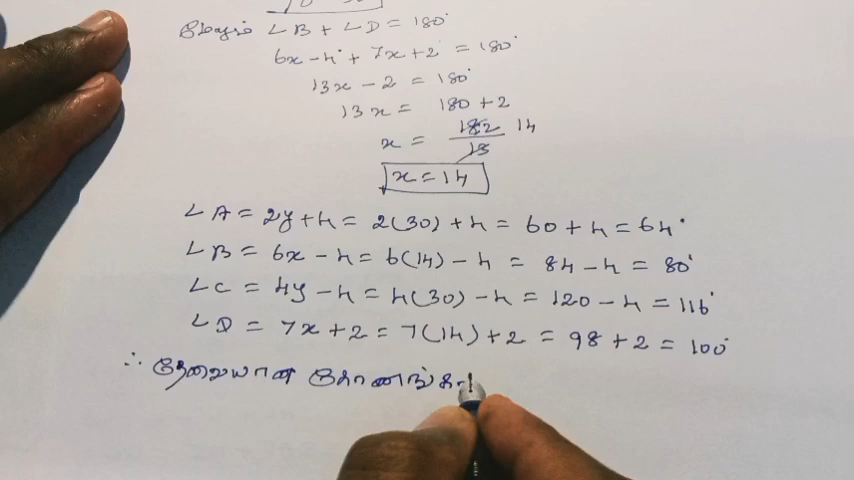 மேலும் ∠B + ∠D = 180°
6x - 4 + 7x + 2 = 180°
13x - 2 = 180°
13x = 180 + 2
x = 182/13 14
x = 14
∠A = 2y + 4 = 2(30) + 4 = 60 + 4 = 64°
∠B = 6x - 4 = 6(14) - 4 = 84 - 4 = 80°
∠C = 4y - 4 = 4(30) - 4 = 120 - 4 = 116°
∠D = 7x + 2 = 7(14) + 2 = 98 + 2 = 100°
∴ தேவையான கோணங்க